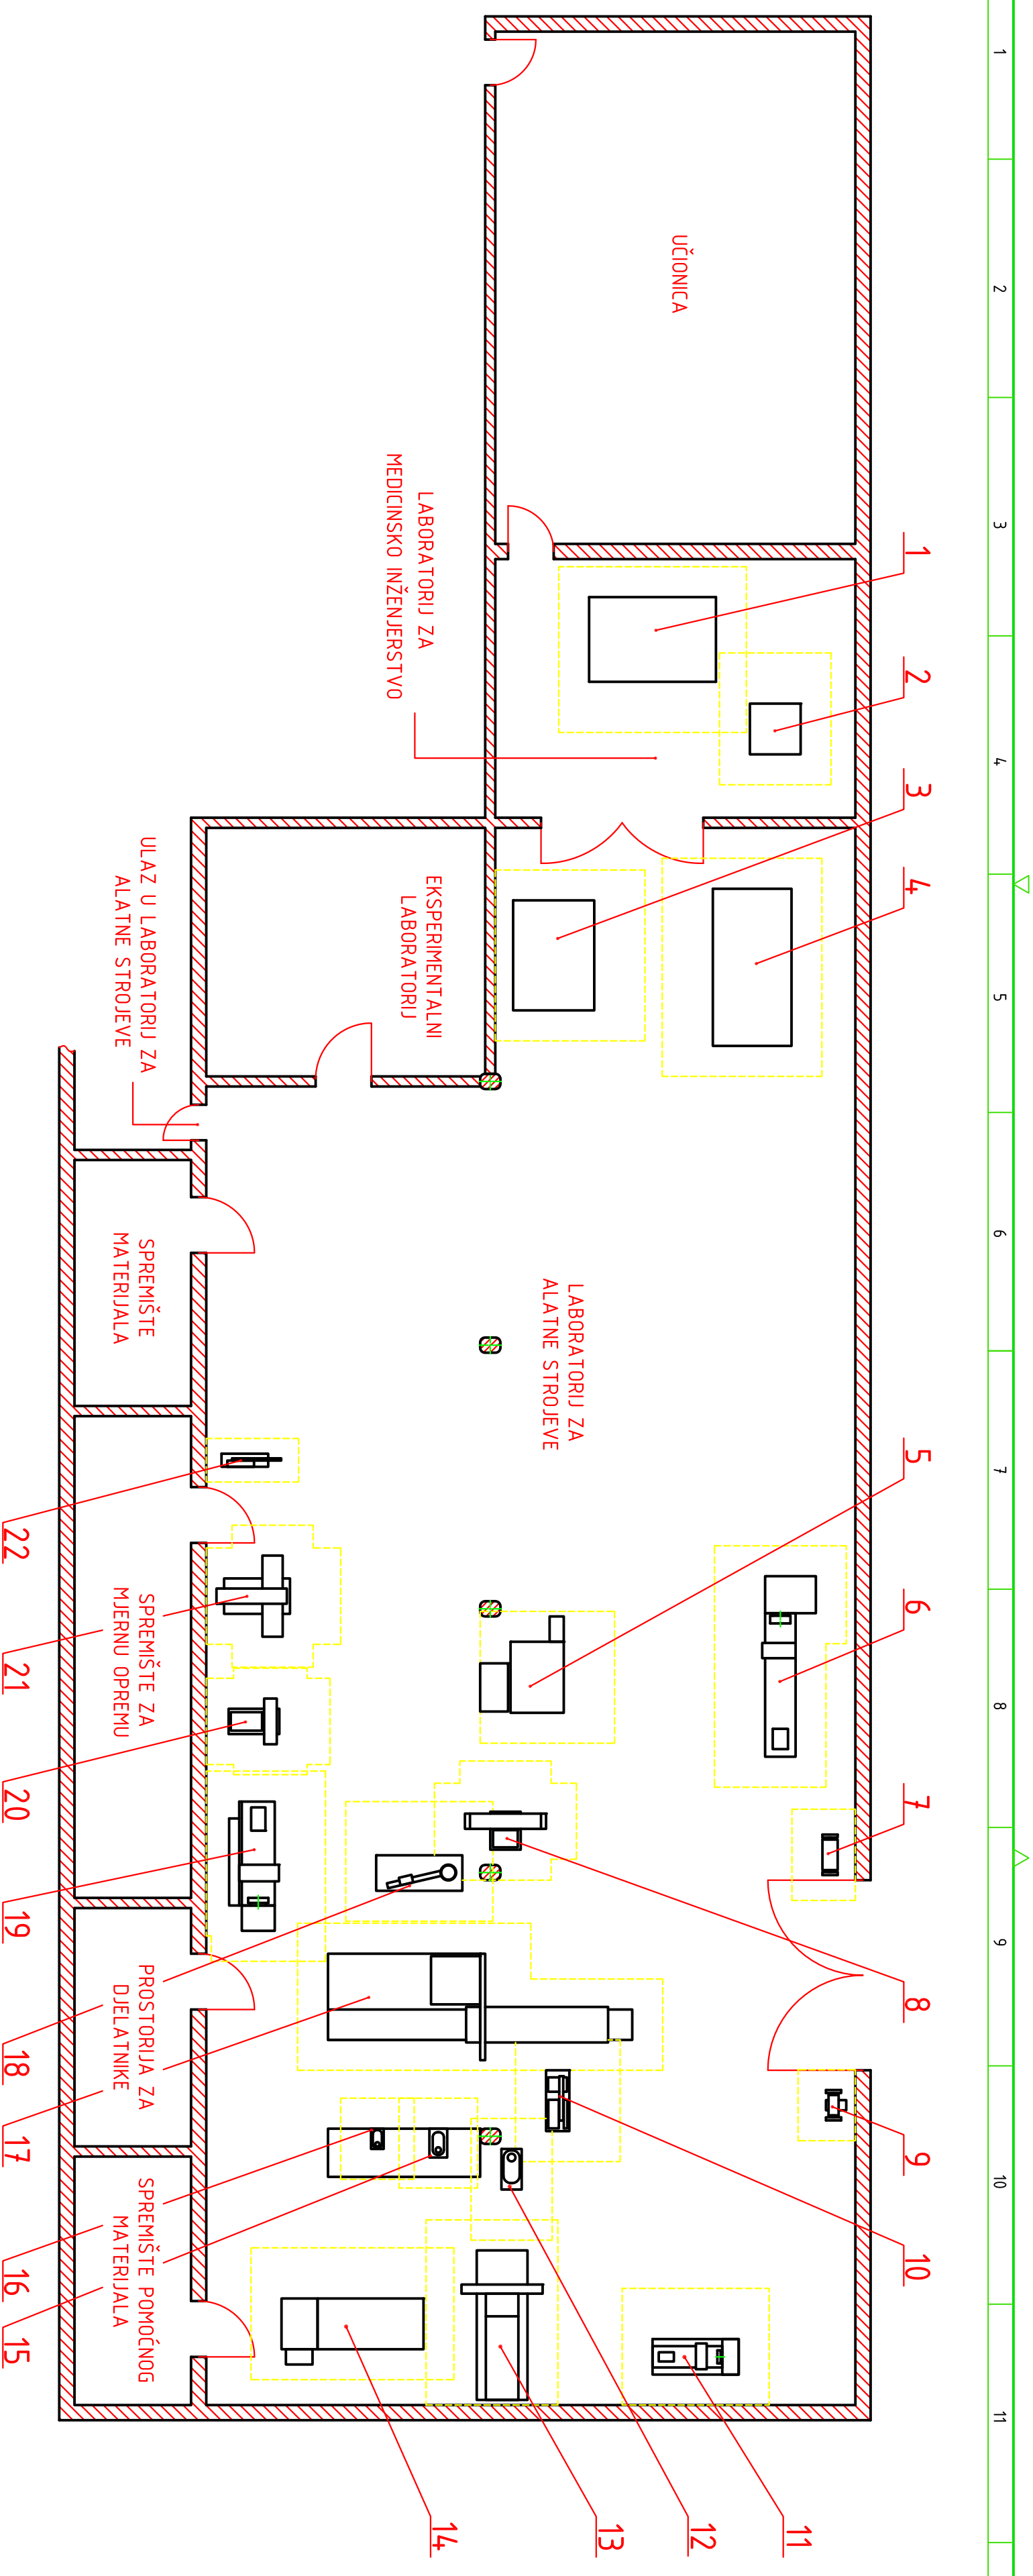 1
2
3
4
5
6
7
8
9
10
11
1
2
3
4
5
6
7
8
9
10
11
12
13
14
UČIONICA
LABORATORIJ ZA
MEDICINSKO INŽENJERSTVO
EKSPERIMENTALNI
LABORATORIJ
LABORATORIJ ZA
ALATNE STROJEVE
ULAZ U LABORATORIJ ZA
ALATNE STROJEVE
SPREMIŠTE
MATERIJALA
SPREMIŠTE ZA
MJERNU OPREMU
PROSTORIJA ZA
DJELATNIKE
SPREMIŠTE POMOĆNOG
MATERIJALA
22
21
20
19
18
17
16
15